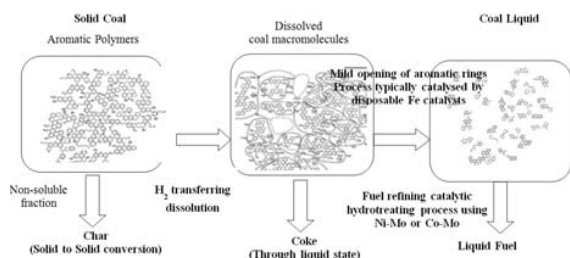 Solid Coal
Aromatic Polymers
Dissolved
coal macromolecules
Coal Liquid
Mild opening of aromatic rings
Process typically catalysed by
disposable Fe catalysts
Non-soluble
fraction
H2 transferring
dissolution
Fuel refining catalytic
hydrotreating process using
Ni-Mo or Co-Mo
Char
(Solid to Solid conversion)
Coke
(Through liquid state)
Liquid Fuel